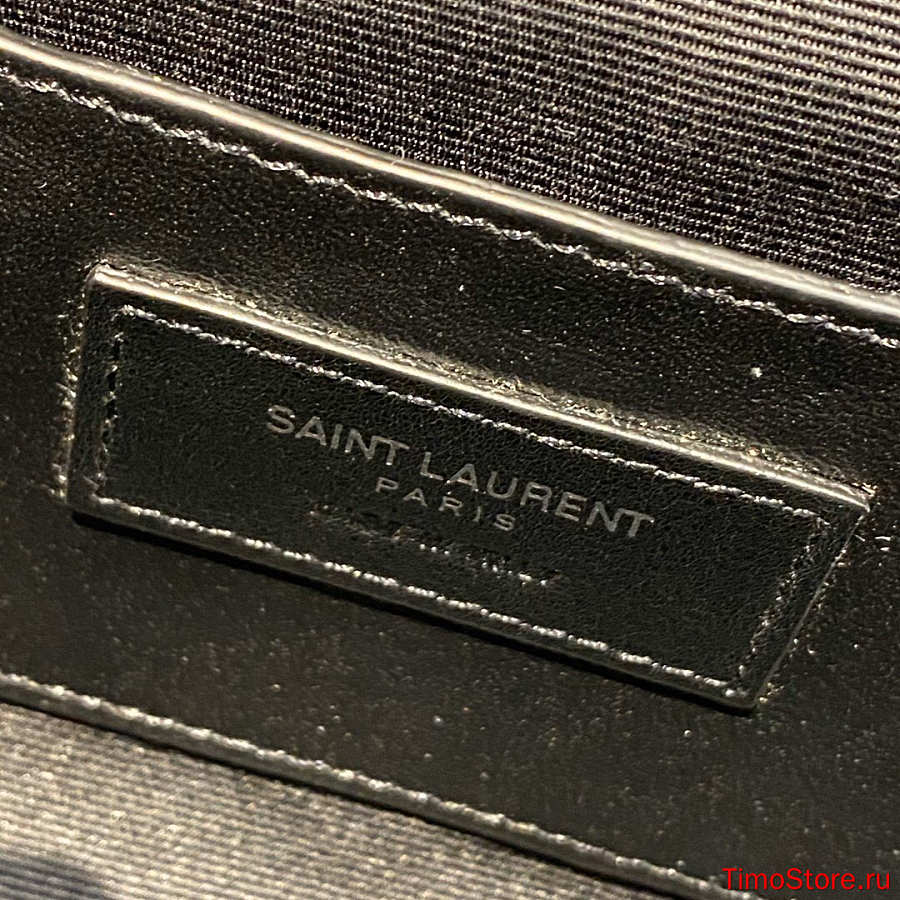 SAINT LAURENT
PARIS
TimoStore.ru